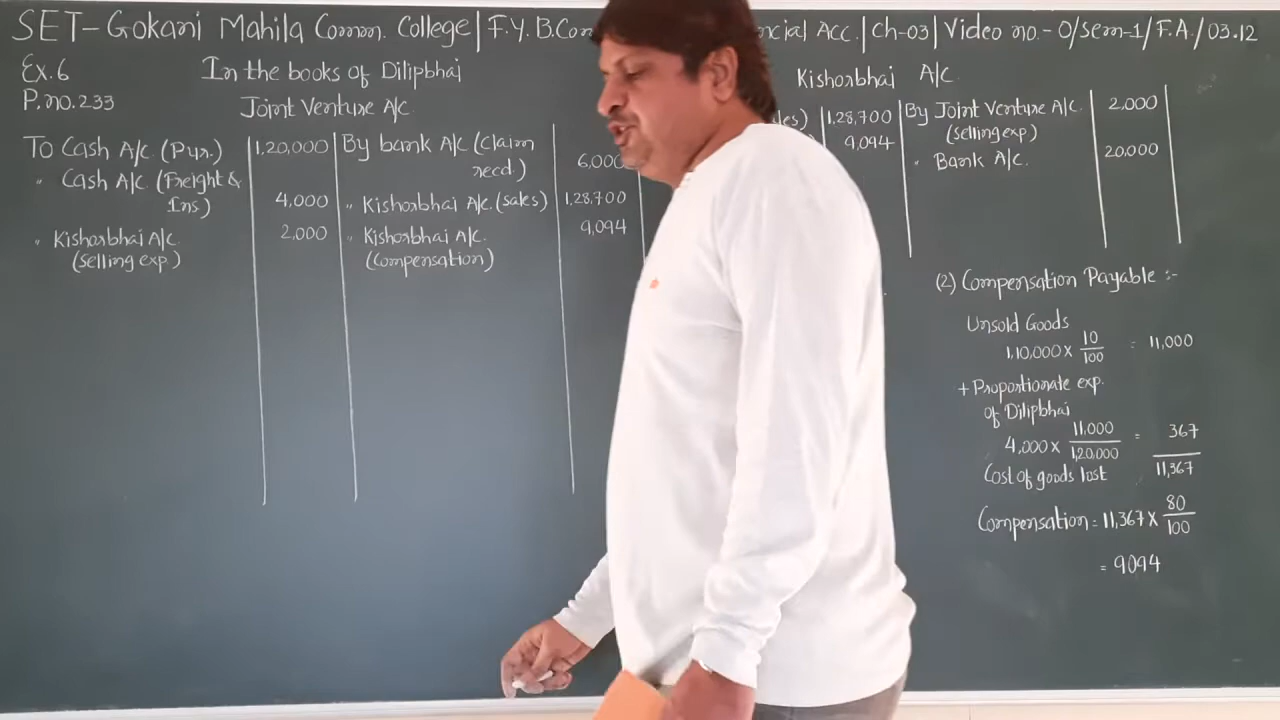 SET-Gokani Mahila Comm. College | F.Y. B.Com ncial Acc. | Ch-03 | Video no.- 0/sem-1/F.A./03.12
Ex.6
P.no.233
In the books of Dilipbhai
Joint Venture A/c
To Cash A/c (Pur.) 1,20,000
" Cash A/c (Freight & Ins) 4,000
" Kishorbhai A/c. (selling exp) 2,000
By bank A/c (claim recd.) 6,000
" Kishorbhai A/c. (sales) 1,28,700
" Kishorbhai A/c. (compensation) 9,094
Kishorbhai A/c.
les) 1,28,700
9,094
By Joint Venture A/c. (selling exp) 2,000
" Bank A/c. 20,000
(2) Compensation Payable :-
Unsold Goods
1,10,000 x 10/100 = 11,000
+ Proportionate exp.
of Dilipbhai
4,000 x 11,000/1,20,000 = 367
Cost of goods lost 11,367
Compensation = 11,367 x 80/100
= 9094